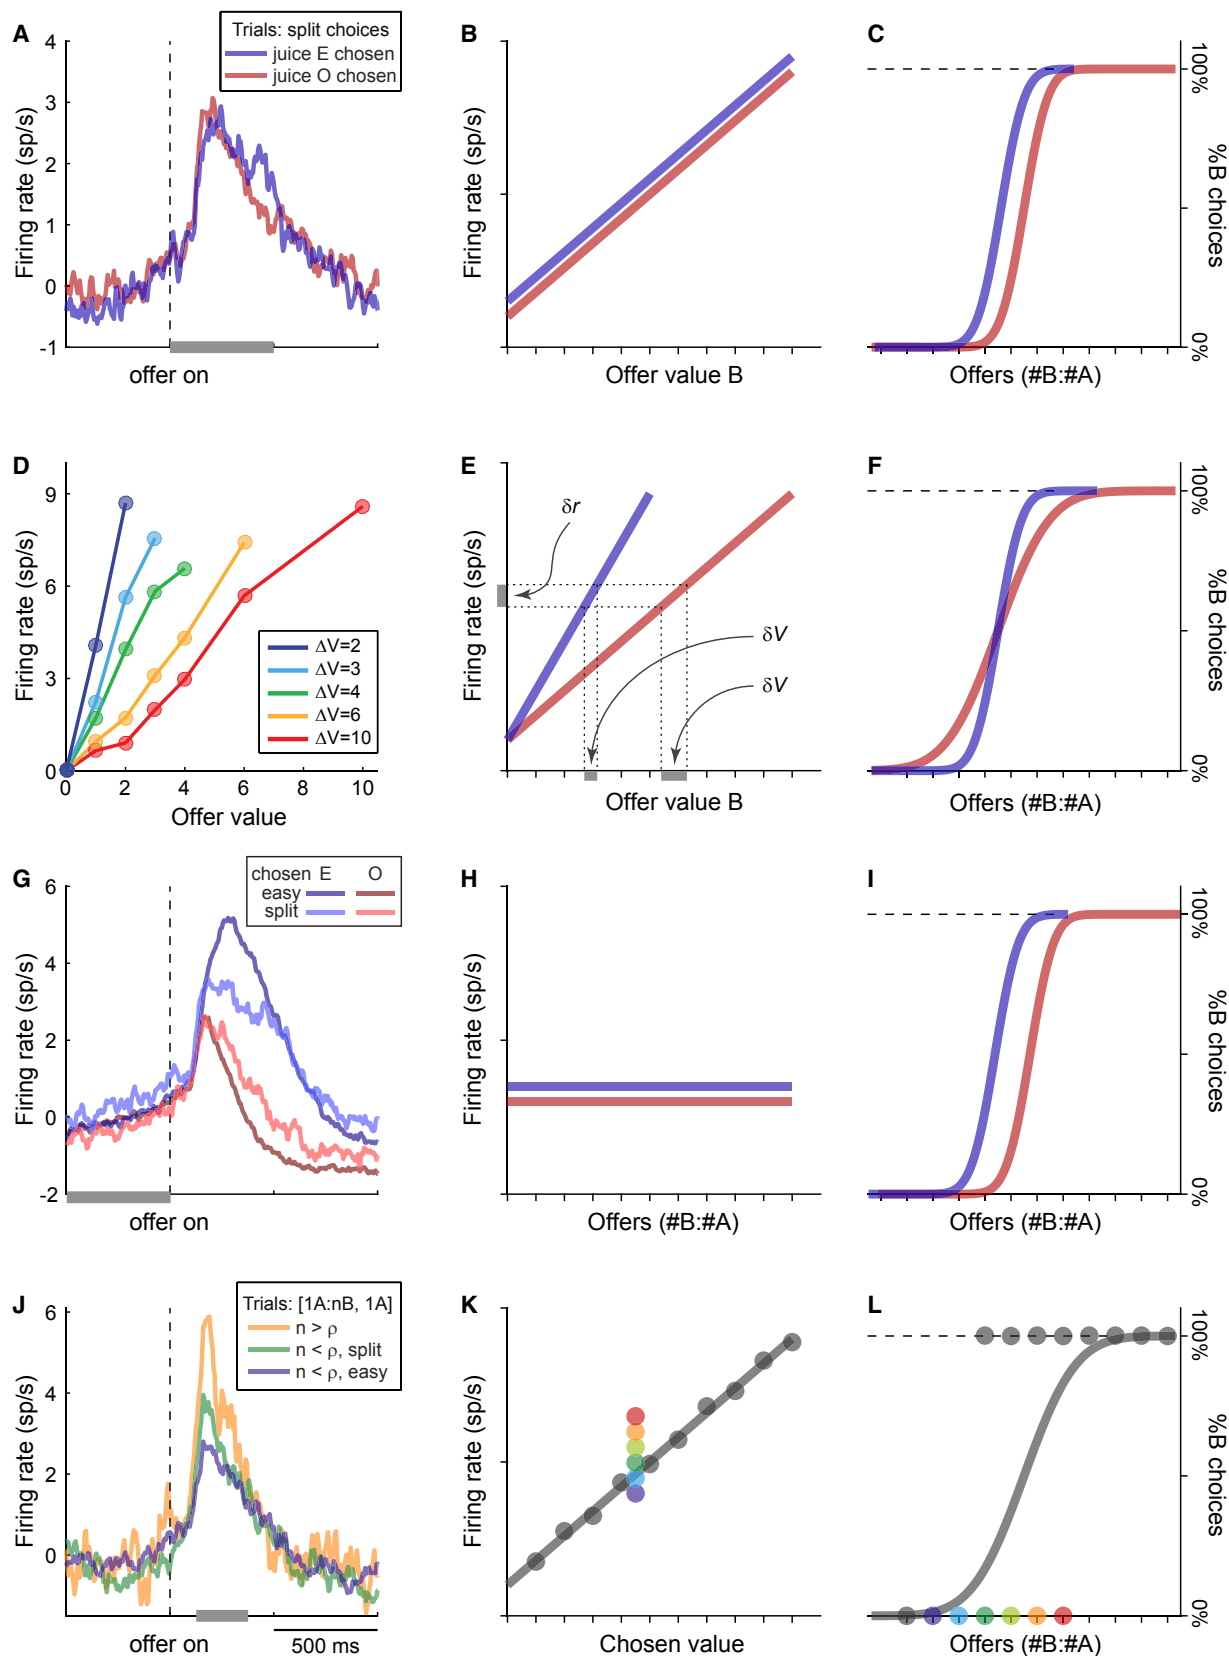 A
Trials: split choices
juice E chosen
juice O chosen
Firing rate (sp/s)
4
3
2
1
0
-1
offer on
B
Firing rate (sp/s)
Offer value B
C
100%
%B choices
0%
Offers (#B:#A)
D
Firing rate (sp/s)
9
6
3
0
0 2 4 6 8 10
Offer value
ΔV=2
ΔV=3
ΔV=4
ΔV=6
ΔV=10
E
Firing rate (sp/s)
δr
δV
δV
Offer value B
F
100%
%B choices
0%
Offers (#B:#A)
G
chosen E O
easy
split
Firing rate (sp/s)
6
4
2
0
-2
offer on
H
Firing rate (sp/s)
Offers (#B:#A)
I
100%
%B choices
0%
Offers (#B:#A)
J
Trials: [1A:nB, 1A]
n > ρ
n < ρ, split
n < ρ, easy
Firing rate (sp/s)
6
4
2
0
offer on
500 ms
K
Firing rate (sp/s)
Chosen value
L
100%
%B choices
0%
Offers (#B:#A)